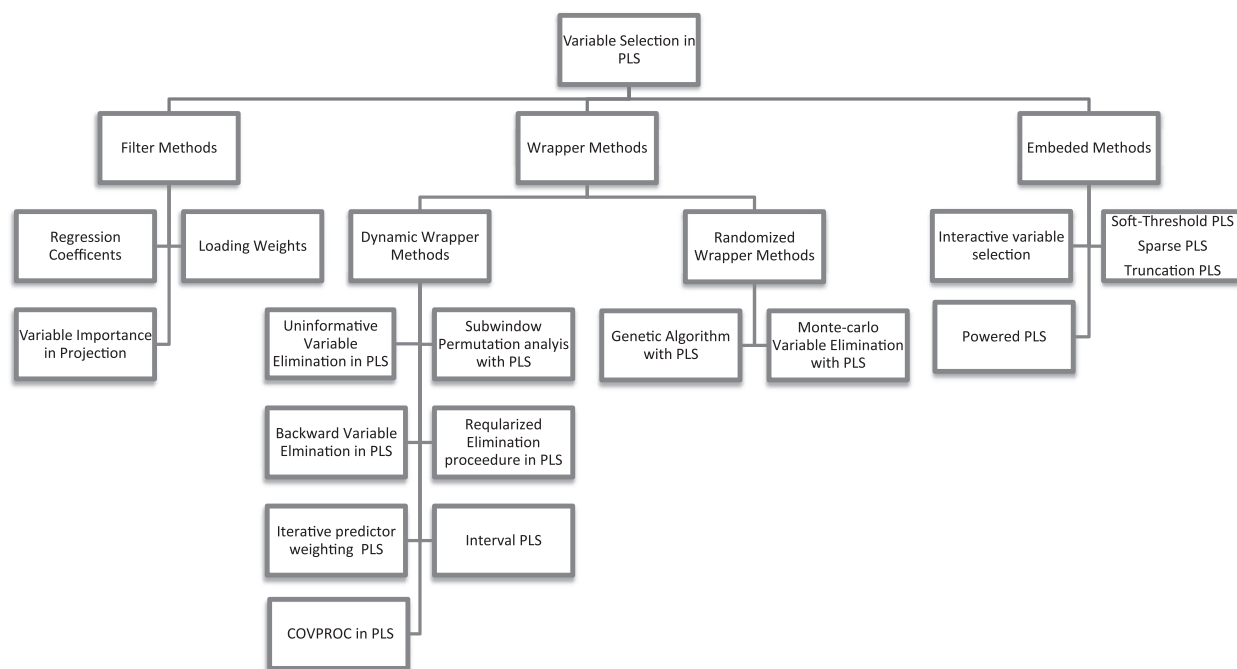 Variable Selection in
PLS
Filter Methods
Wrapper Methods
Embeded Methods
Regression
Coefficents
Loading Weights
Dynamic Wrapper
Methods
Randomized
Wrapper Methods
Interactive variable
selection
Soft-Threshold PLS
Sparse PLS
Truncation PLS
Variable Importance
in Projection
Uninformative
Variable
Elimination in PLS
Subwindow
Permutation analyis
with PLS
Genetic Algorithm
with PLS
Monte-carlo
Variable Elimination
with PLS
Powered PLS
Backward Variable
Elmination in PLS
Reqularized
Elimination
proceedure in PLS
Iterative predictor
weighting PLS
Interval PLS
COVPROC in PLS